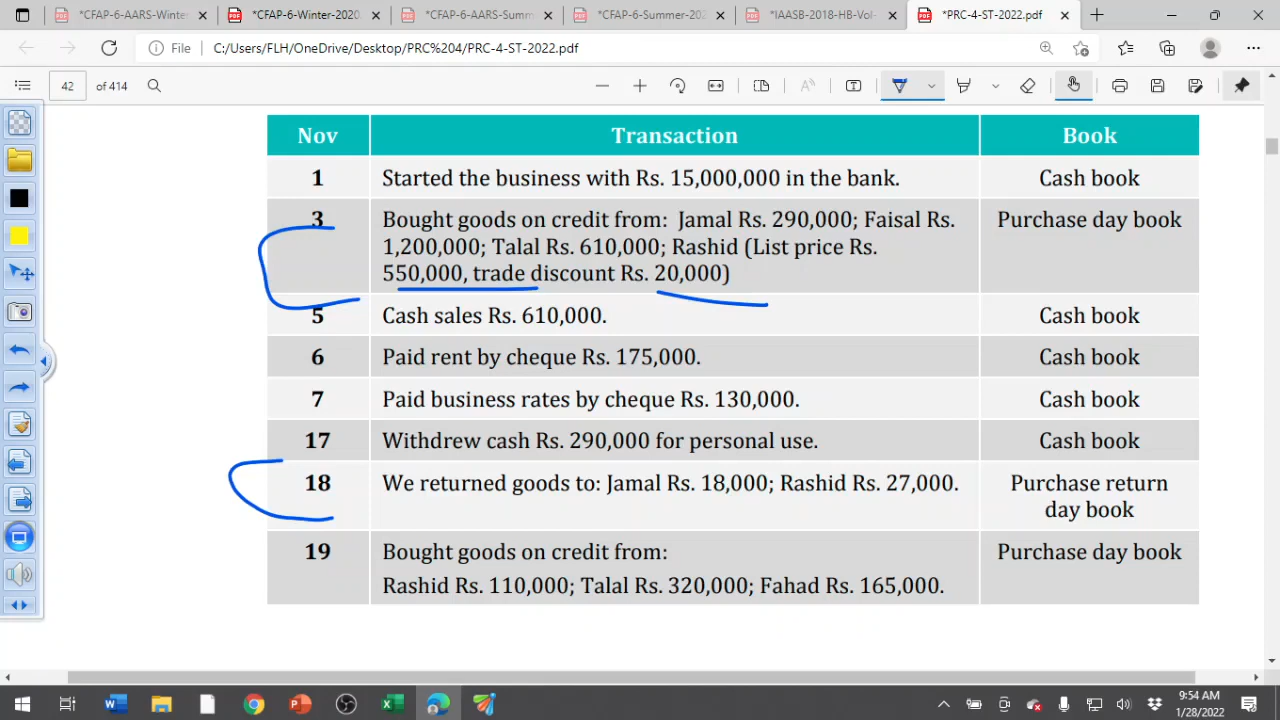 *CFAP-6-AARS-Winter
*CFAP-6-Winter-2020.
*CFAP-6-AARS-Summ
*CFAP-6-Summer-202
*IAASB-2018-HB-Vol-
*PRC-4-ST-2022.pdf
File
C:/Users/FLH/OneDrive/Desktop/PRC%204/PRC-4-ST-2022.pdf
42 of 414
Nov Transaction Book
1 Started the business with Rs. 15,000,000 in the bank. Cash book
3 Bought goods on credit from: Jamal Rs. 290,000; Faisal Rs. Purchase day book
1,200,000; Talal Rs. 610,000; Rashid (List price Rs.
550,000, trade discount Rs. 20,000)
5 Cash sales Rs. 610,000. Cash book
6 Paid rent by cheque Rs. 175,000. Cash book
7 Paid business rates by cheque Rs. 130,000. Cash book
17 Withdrew cash Rs. 290,000 for personal use. Cash book
18 We returned goods to: Jamal Rs. 18,000; Rashid Rs. 27,000. Purchase return
day book
19 Bought goods on credit from: Purchase day book
Rashid Rs. 110,000; Talal Rs. 320,000; Fahad Rs. 165,000.
9:54 AM
1/28/2022